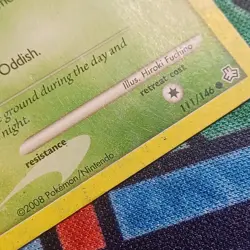 Oddish.
ground during the day and
night.
Illus. Hiroki Fuchino
resistance
retreat cost
111/146
©2008 Pokémon/Nintendo